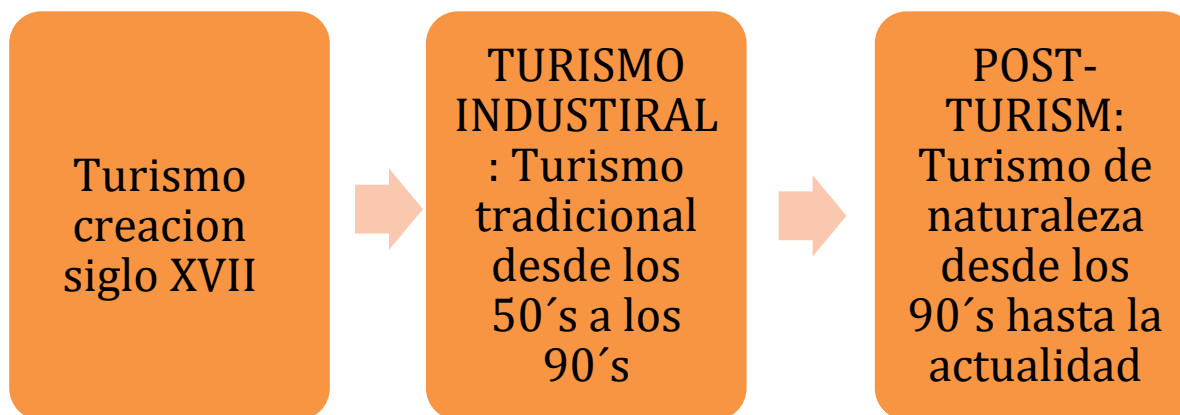 Turismo
creacion
siglo XVII
TURISMO
INDUSTIRAL
: Turismo
tradicional
desde los
50´s a los
90´s
POST-
TURISM:
Turismo de
naturaleza
desde los
90´s hasta la
actualidad